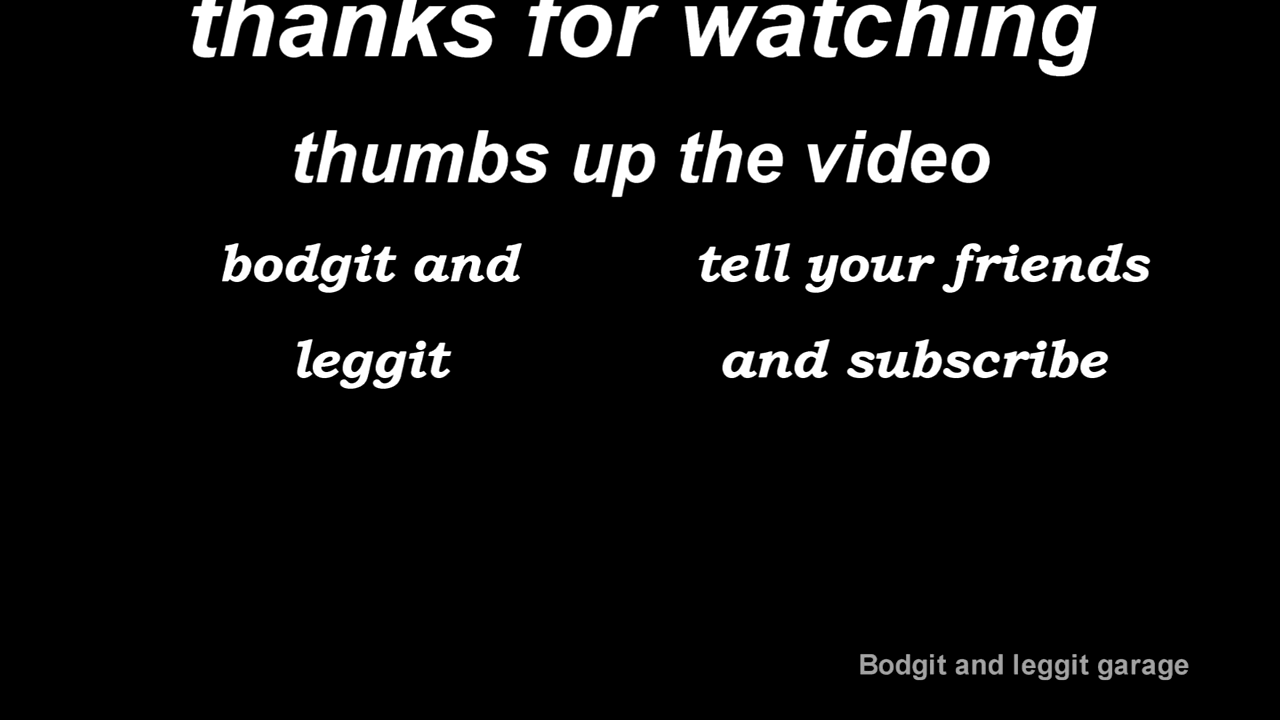 thanks for watching
thumbs up the video
bodgit and
leggit
tell your friends
and subscribe
Bodgit and leggit garage